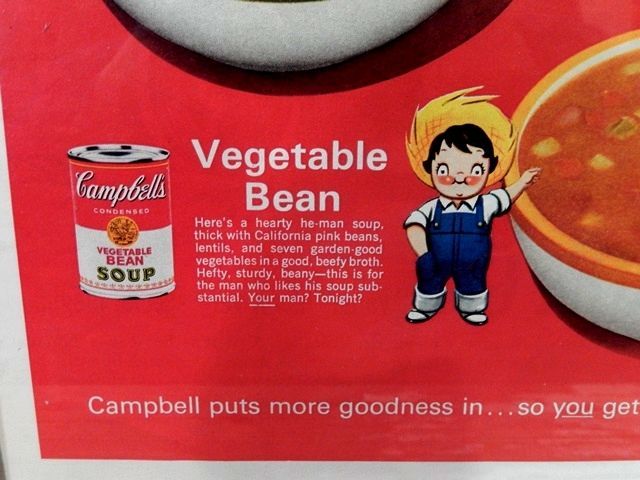 Vegetable
Bean
Campbell's
CONDENSED
VEGETABLE
BEAN
SOUP
Here's a hearty he-man soup,
thick with California pink beans,
lentils, and seven garden-good
vegetables in a good, beefy broth.
Hefty, sturdy, beany—this is for
the man who likes his soup sub-
stantial. Your man? Tonight?
Campbell puts more goodness in...so you get